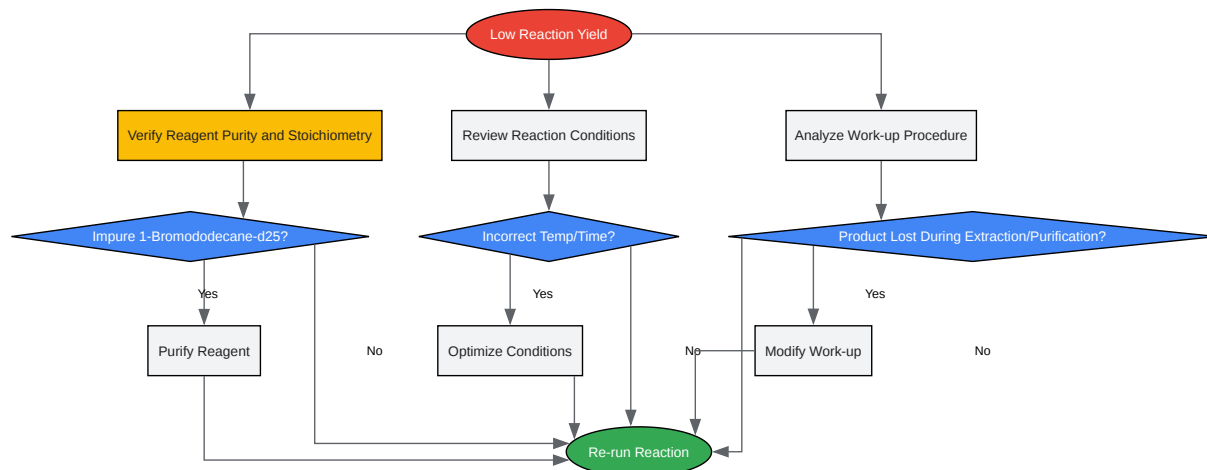 Low Reaction Yield
Verify Reagent Purity and Stoichiometry
Review Reaction Conditions
Analyze Work-up Procedure
Impure 1-Bromododecane-d25?
Incorrect Temp/Time?
Product Lost During Extraction/Purification?
Yes
Yes
Yes
Purify Reagent
No
Optimize Conditions
No
Modify Work-up
No
Re-run Reaction